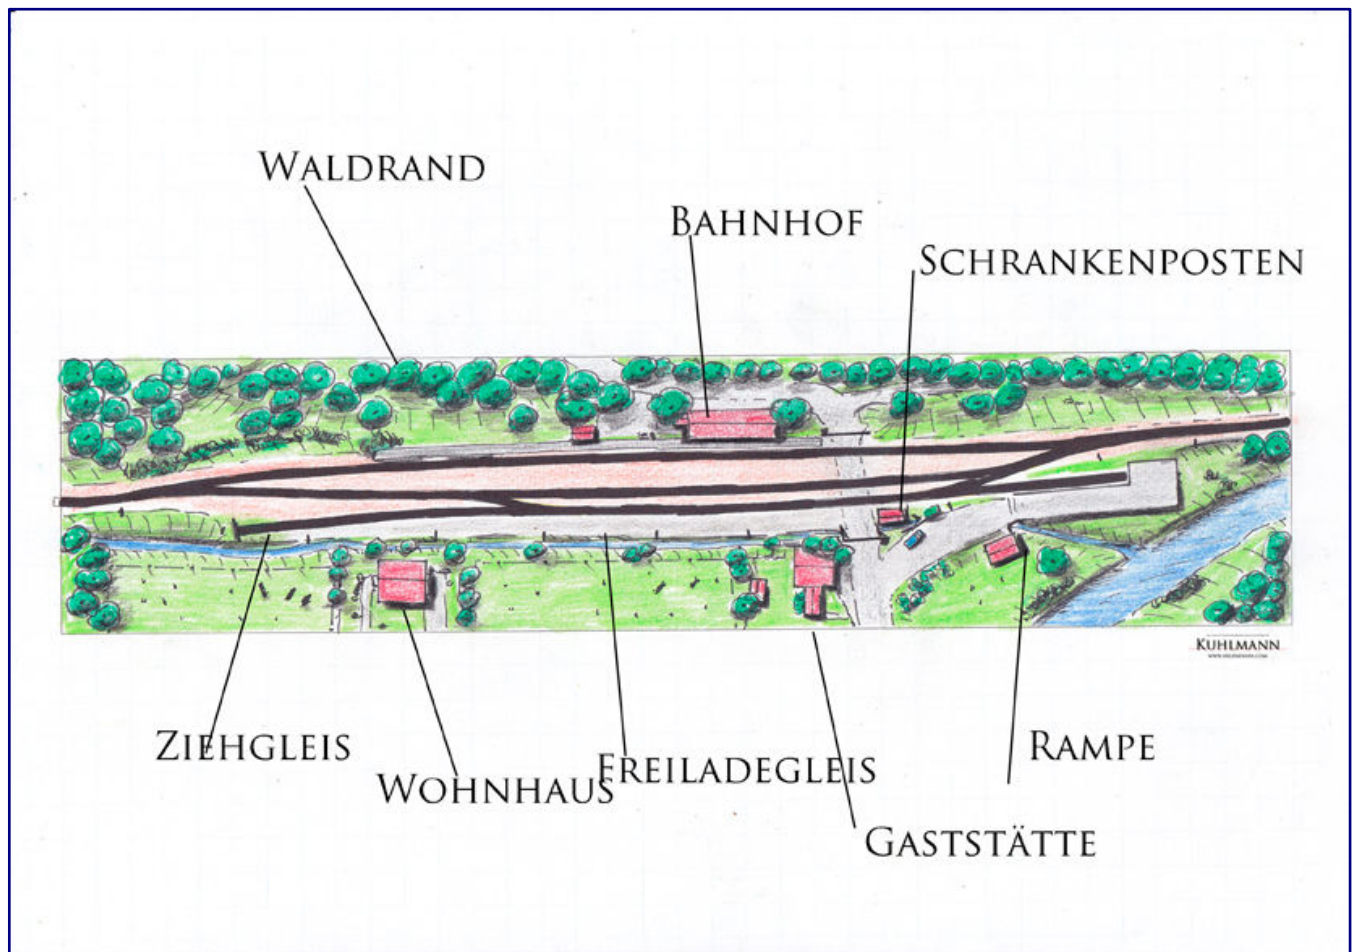 WALDRAND
BAHNHOF
SCHRANKENPOSTEN
KUHLMANN
ZIEHGLEIS
WOHNHAUS
FREILADEGLEIS
RAMPE
GASTSTÄTTE